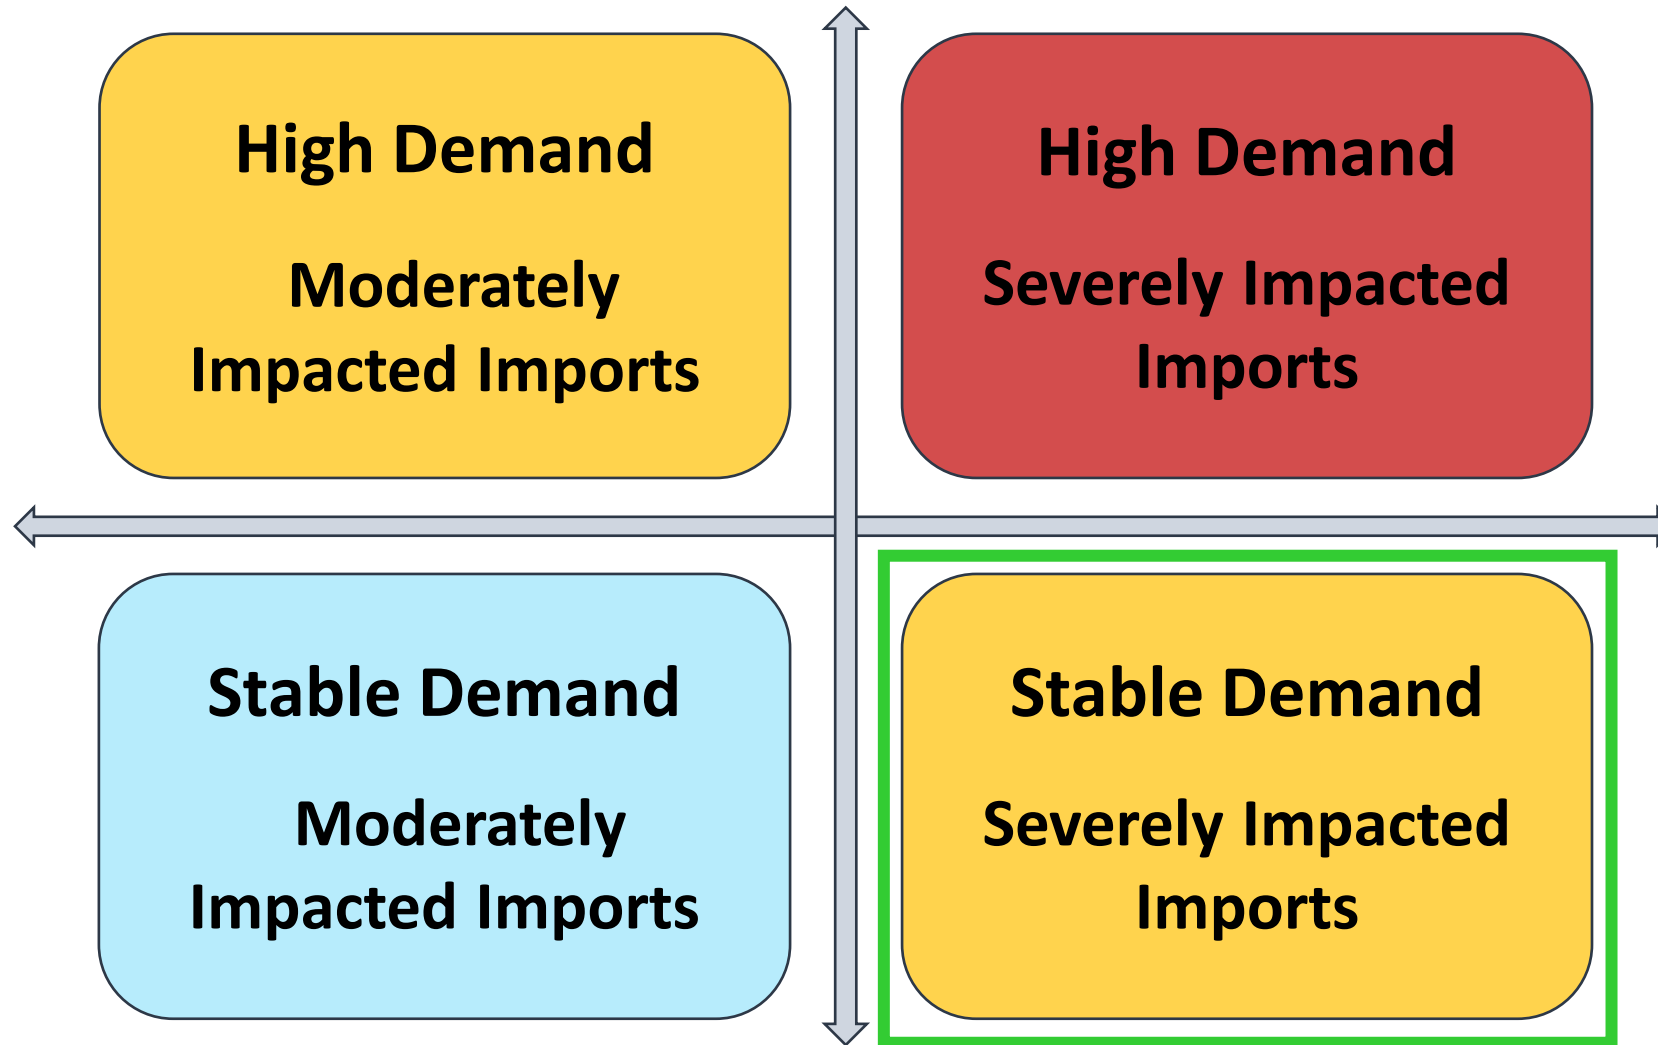 High Demand
Moderately
Impacted Imports
High Demand
Severely Impacted
Imports
Stable Demand
Moderately
Impacted Imports
Stable Demand
Severely Impacted
Imports